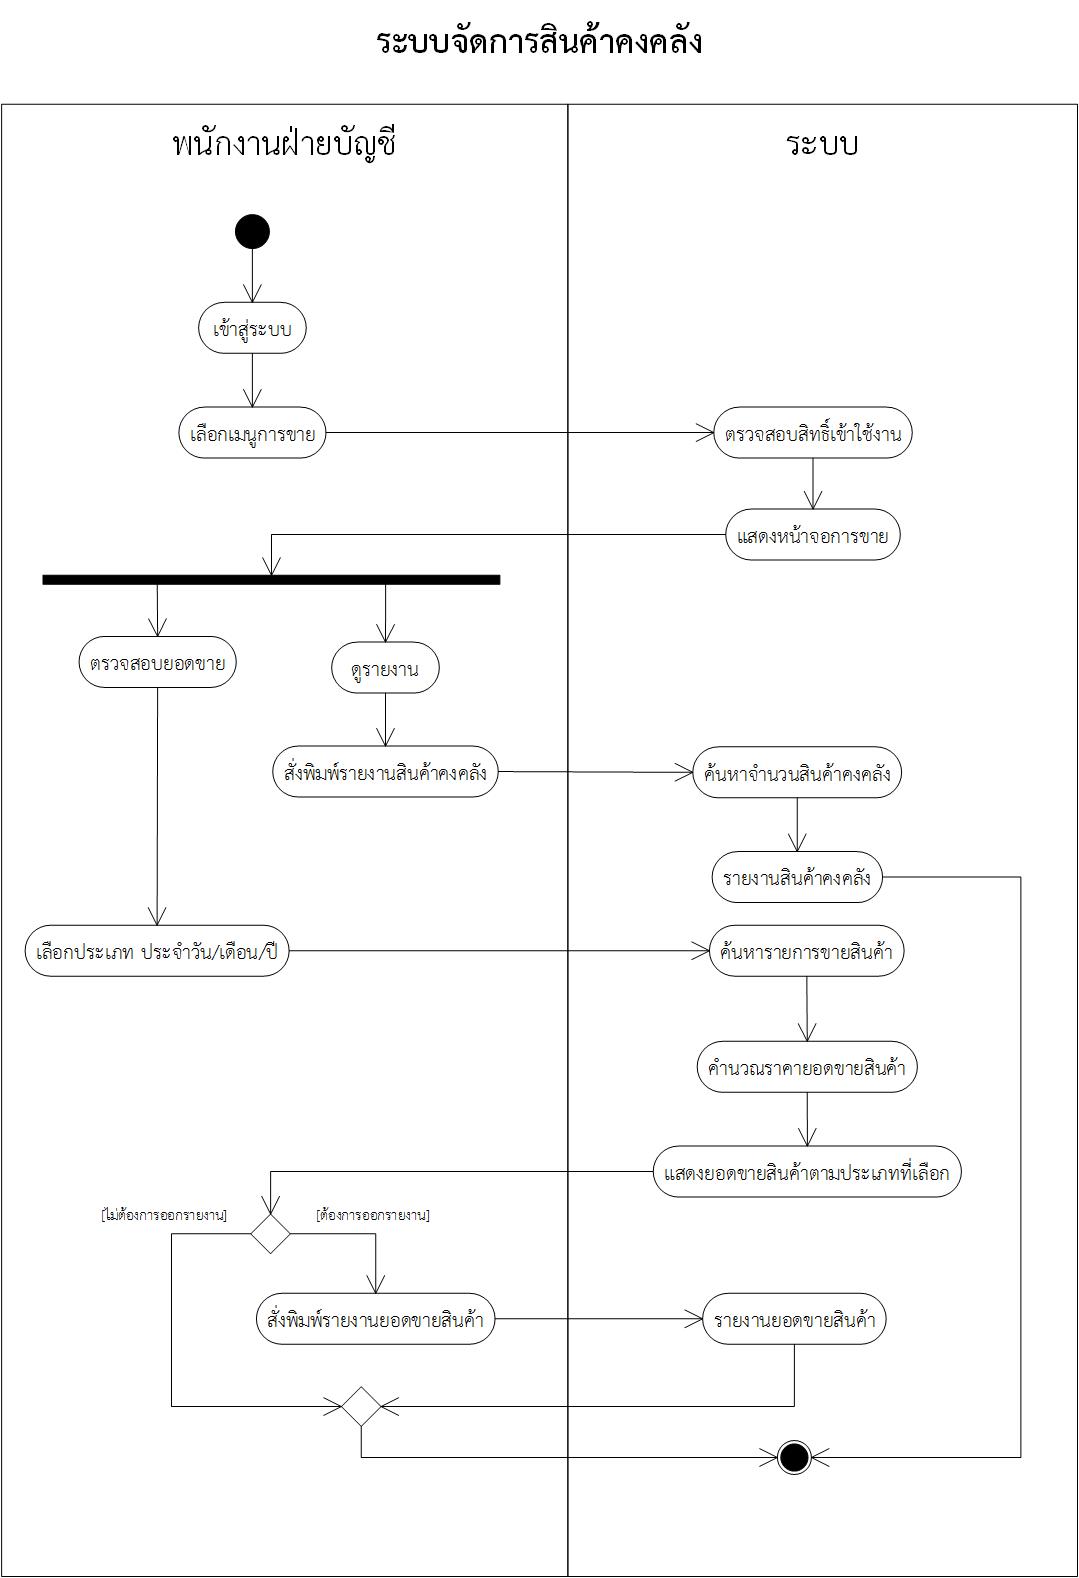 ระบบจัดการสินค้าคงคลัง
พนักงานฝ่ายบัญชี
ระบบ
เข้าสู่ระบบ
เลือกเมนูการขาย
ตรวจสอบสิทธิ์เข้าใช้งาน
แสดงหน้าจอการขาย
ตรวจสอบยอดขาย
ดูรายงาน
สั่งพิมพ์รายงานสินค้าคงคลัง
ค้นหาจำนวนสินค้าคงคลัง
รายงานสินค้าคงคลัง
เลือกประเภท ประจำวัน/เดือน/ปี
ค้นหารายการขายสินค้า
คำนวณราคายอดขายสินค้า
แสดงยอดขายสินค้าตามประเภทที่เลือก
[ไม่ต้องการออกรายงาน]
[ต้องการออกรายงาน]
สั่งพิมพ์รายงานยอดขายสินค้า
รายงานยอดขายสินค้า